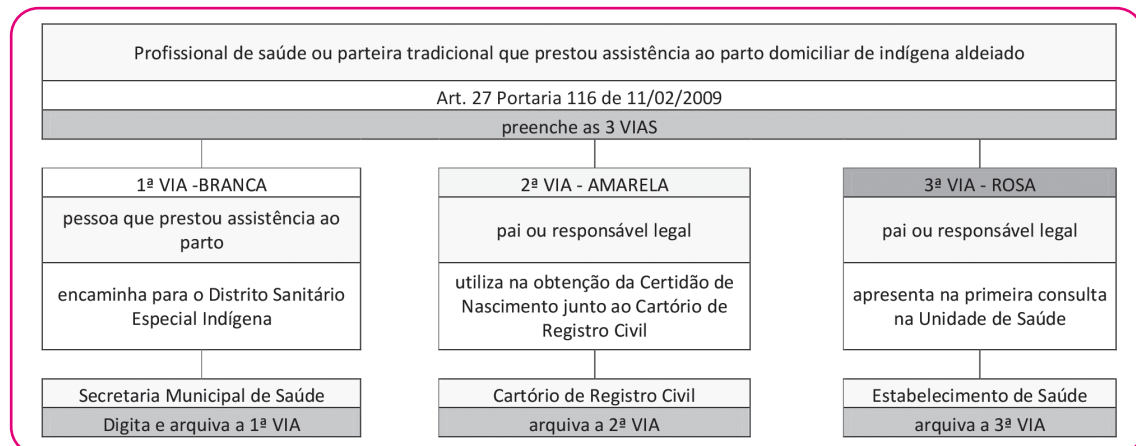 Profissional de saúde ou parteira tradicional que prestou assistência ao parto domiciliar de indígena aldeiado
Art. 27 Portaria 116 de 11/02/2009
preenche as 3 VIAS
1ª VIA -BRANCA
pessoa que prestou assistência ao
parto
encaminha para o Distrito Sanitário
Especial Indígena
Secretaria Municipal de Saúde
Digita e arquiva a 1ª VIA
2ª VIA - AMARELA
pai ou responsável legal
utiliza na obtenção da Certidão de
Nascimento junto ao Cartório de
Registro Civil
Cartório de Registro Civil
arquiva a 2ª VIA
3ª VIA - ROSA
pai ou responsável legal
apresenta na primeira consulta
na Unidade de Saúde
Estabelecimento de Saúde
arquiva a 3ª VIA